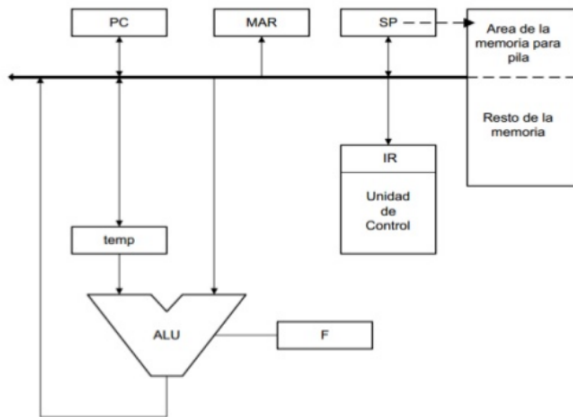 PC
MAR
SP
Area de la
memoria para
pila
Resto de la
memoria
IR
Unidad
de
Control
temp
ALU
F